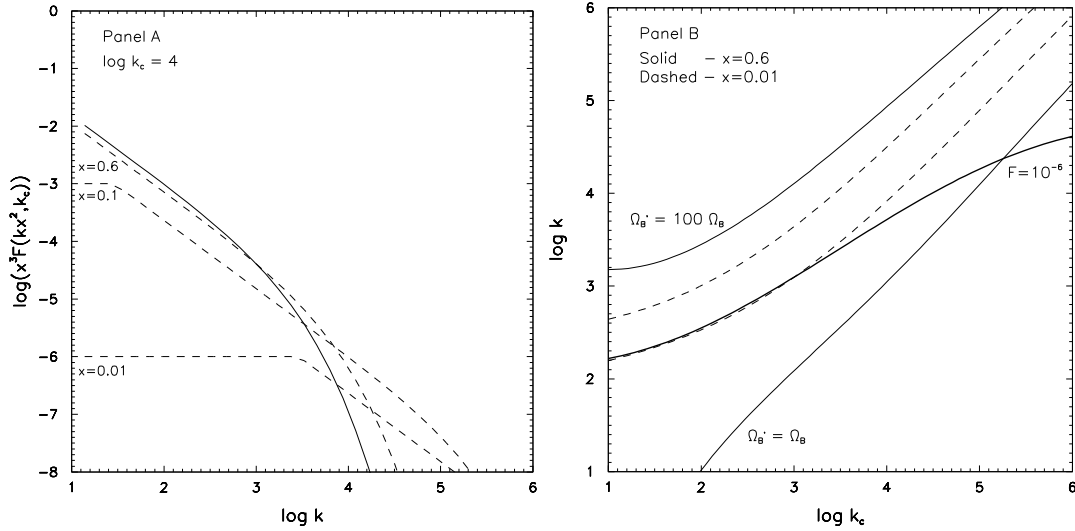 Panel A
log k_c = 4
0
−1
−2
−3
−4
−5
−6
−7
−8
x=0.6
x=0.1
x=0.01
log(x³F(kx²,k_c))
1 2 3 4 5 6
log k
Panel B
Solid − x=0.6
Dashed − x=0.01
6
5
4
3
2
1
F=10⁻⁶
Ω_B' = 100 Ω_B
Ω_B' = Ω_B
log k
1 2 3 4 5 6
log k_c